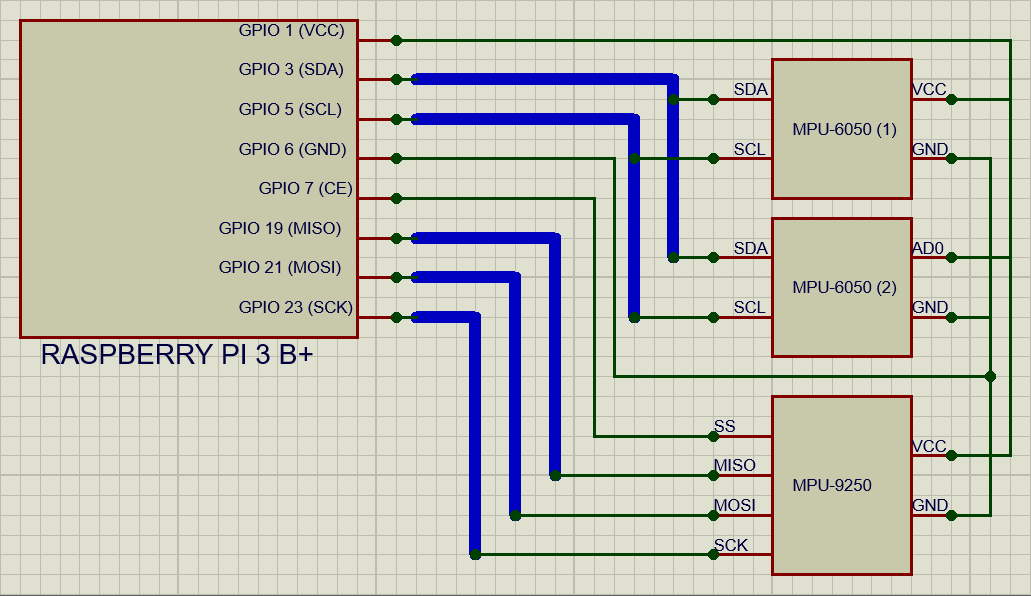 GPIO 1 (VCC)
GPIO 3 (SDA)
GPIO 5 (SCL)
GPIO 6 (GND)
GPIO 7 (CE)
GPIO 19 (MISO)
GPIO 21 (MOSI)
GPIO 23 (SCK)
RASPBERRY PI 3 B+
SDA
VCC
MPU-6050 (1)
SCL
GND
SDA
AD0
MPU-6050 (2)
SCL
GND
SS
VCC
MISO
MPU-9250
MOSI
GND
SCK